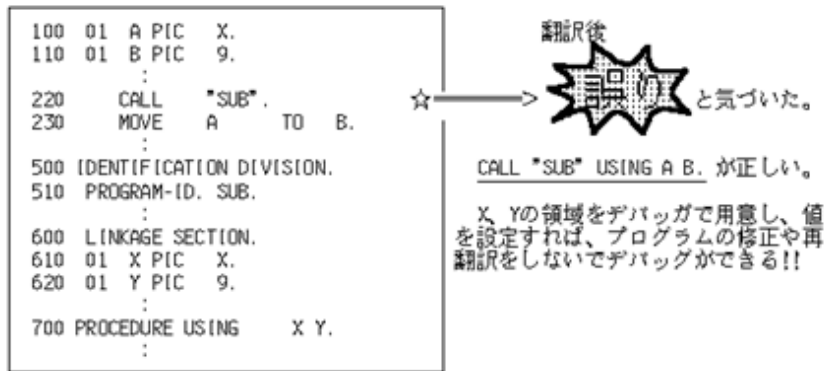 100 01 A PIC X.
110 01 B PIC 9.
:
220 CALL "SUB". ☆
230 MOVE A TO B.
:
500 IDENTIFICATION DIVISION.
510 PROGRAM-ID. SUB.
:
600 LINKAGE SECTION.
610 01 X PIC X.
620 01 Y PIC 9.
:
700 PROCEDURE USING X Y.
:
翻訳後
誤り と気づいた。
CALL "SUB" USING A B. が正しい。
X、Yの領域をデバッガで用意し、値
を設定すれば、プログラムの修正や再
翻訳をしないでデバッグができる!!